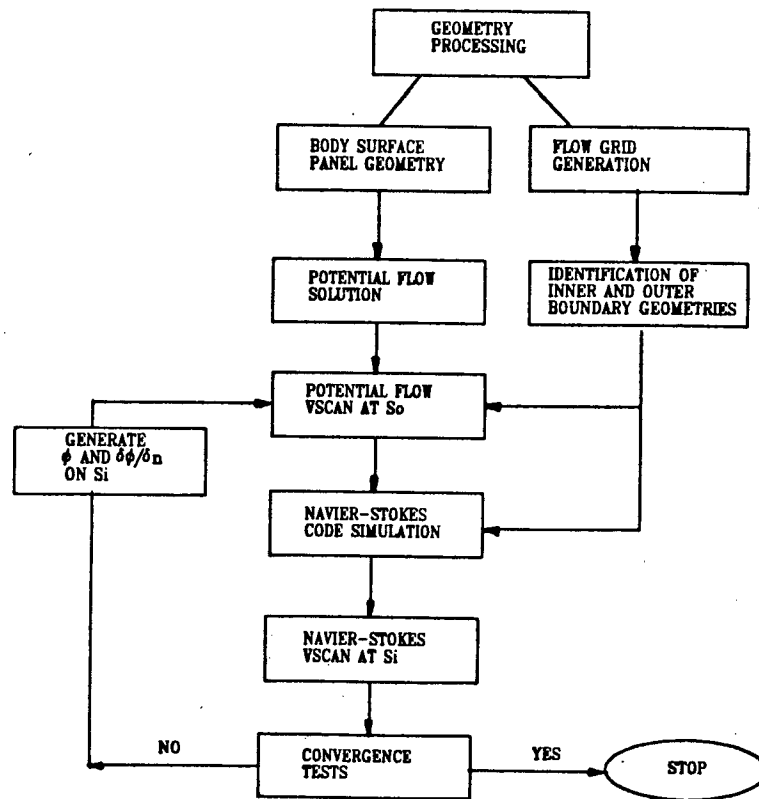 GEOMETRY
PROCESSING
BODY SURFACE
PANEL GEOMETRY
FLOW GRID
GENERATION
POTENTIAL FLOW
SOLUTION
IDENTIFICATION OF
INNER AND OUTER
BOUNDARY GEOMETRIES
POTENTIAL FLOW
VSCAN AT So
GENERATE
ϕ AND δϕ/δn
ON Si
NAVIER-STOKES
CODE SIMULATION
NAVIER-STOKES
VSCAN AT Si
NO
CONVERGENCE
TESTS
YES
STOP